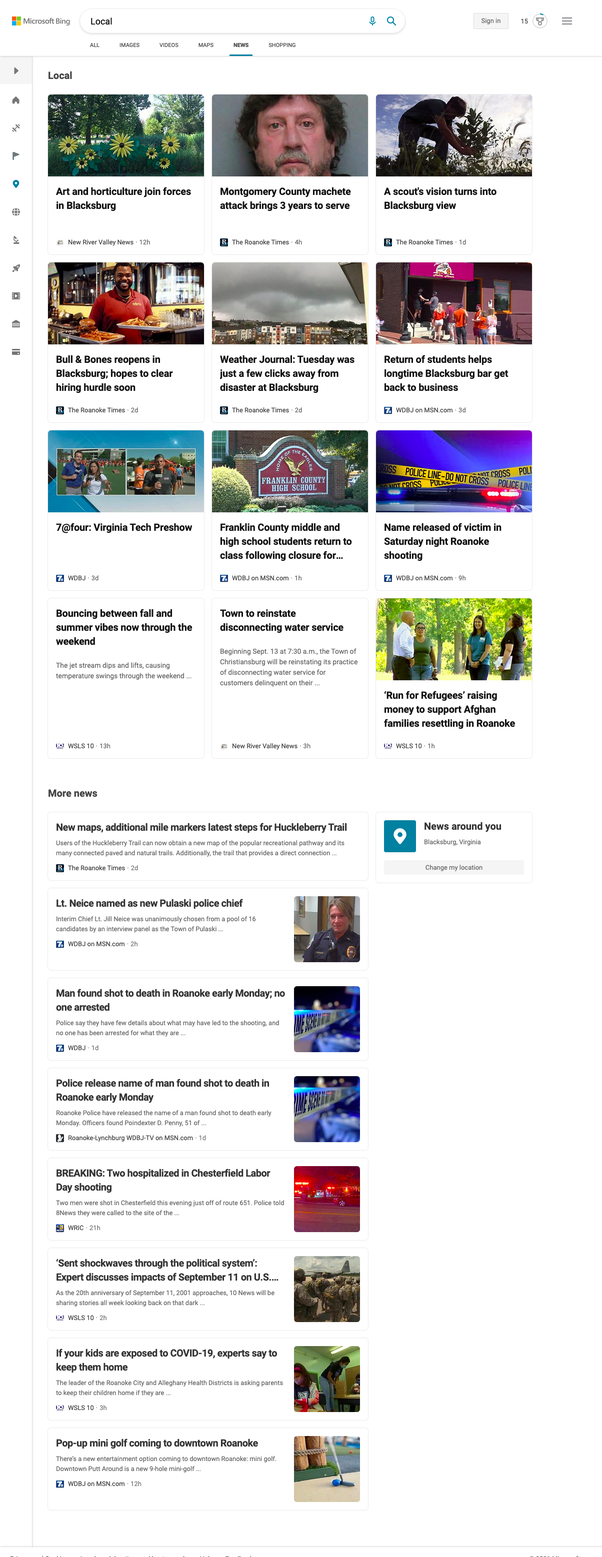 Microsoft Bing
Local
Sign in
15
ALL
IMAGES
VIDEOS
MAPS
NEWS
SHOPPING
Local
Art and horticulture join forces
in Blacksburg
New River Valley News · 12h
Montgomery County machete
attack brings 3 years to serve
The Roanoke Times · 4h
A scout's vision turns into
Blacksburg view
The Roanoke Times · 1d
Bull & Bones reopens in
Blacksburg; hopes to clear
hiring hurdle soon
The Roanoke Times · 2d
Weather Journal: Tuesday was
just a few clicks away from
disaster at Blacksburg
The Roanoke Times · 2d
Return of students helps
longtime Blacksburg bar get
back to business
WDBJ on MSN.com · 3d
7@four: Virginia Tech Preshow
WDBJ · 3d
HOME OF THE EAGLES
FRANKLIN COUNTY
HIGH SCHOOL
Franklin County middle and
high school students return to
class following closure for...
WDBJ on MSN.com · 1h
CROSS POLICE LINE-DO NOT CROSS POLI
NOT CROSS
Name released of victim in
Saturday night Roanoke
shooting
WDBJ on MSN.com · 9h
Bouncing between fall and
summer vibes now through the
weekend
The jet stream dips and lifts, causing
temperature swings through the weekend ...
WSLS 10 · 13h
Town to reinstate
disconnecting water service
Beginning Sept. 13 at 7:30 a.m., the Town of
Christiansburg will be reinstating its practice
of disconnecting water service for
customers delinquent on their ...
New River Valley News · 3h
‘Run for Refugees’ raising
money to support Afghan
families resettling in Roanoke
WSLS 10 · 1h
More news
New maps, additional mile markers latest steps for Huckleberry Trail
Users of the Huckleberry Trail can now obtain a new map of the popular recreational pathway and its
many connected paved and natural trails. Additionally, the trail that provides a direct connection ...
The Roanoke Times · 2d
News around you
Blacksburg, Virginia
Change my location
Lt. Neice named as new Pulaski police chief
Interim Chief Lt. Jill Neice was unanimously chosen from a pool of 16
candidates by an interview panel as the Town of Pulaski ...
WDBJ on MSN.com · 2h
Man found shot to death in Roanoke early Monday; no
one arrested
Police say they have few details about what may have led to the shooting, and
no one has been arrested for what they are ...
WDBJ · 1d
IME SCENE DO NOT
Police release name of man found shot to death in
Roanoke early Monday
Roanoke Police have released the name of a man found shot to death early
Monday. Officers found Poindexter D. Penny, 51 of ...
Roanoke-Lynchburg WDBJ-TV on MSN.com · 1d
IME SCENE DO NOT
BREAKING: Two hospitalized in Chesterfield Labor
Day shooting
Two men were shot in Chesterfield this evening just off of route 651. Police told
8News they were called to the site of the ...
WRIC · 21h
‘Sent shockwaves through the political system’:
Expert discusses impacts of September 11 on U.S....
As the 20th anniversary of September 11, 2001 approaches, 10 News will be
sharing stories all week looking back on that dark ...
WSLS 10 · 2h
If your kids are exposed to COVID-19, experts say to
keep them home
The leader of the Roanoke City and Alleghany Health Districts is asking parents
to keep their children home if they are ...
WSLS 10 · 3h
Pop-up mini golf coming to downtown Roanoke
There's a new entertainment option coming to downtown Roanoke: mini golf.
Downtown Putt Around is a new 9-hole mini-golf ...
WDBJ on MSN.com · 12h